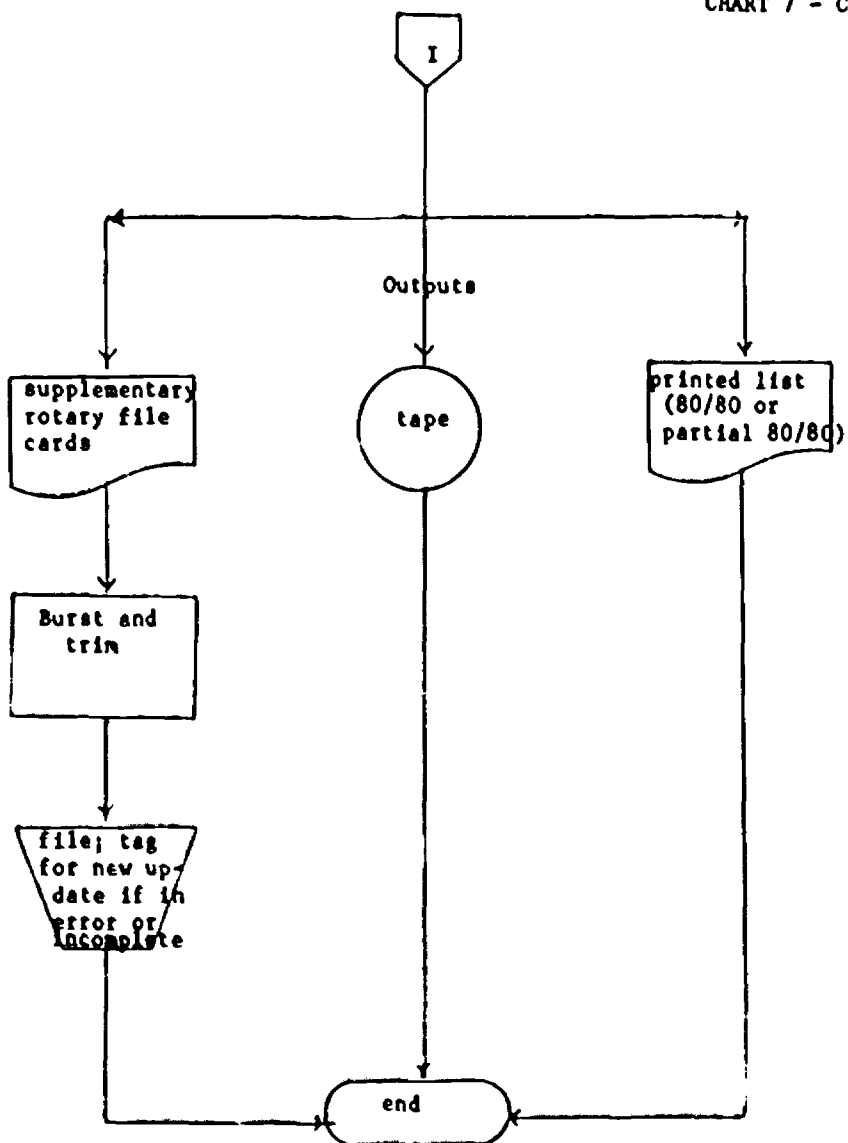 CHART 7 - C
I
Outputs
supplementary
rotary file
cards
tape
printed list
(80/80 or
partial 80/80)
Burst and
trim
file; tag
for new up-
date if in
error or
incomplete
end